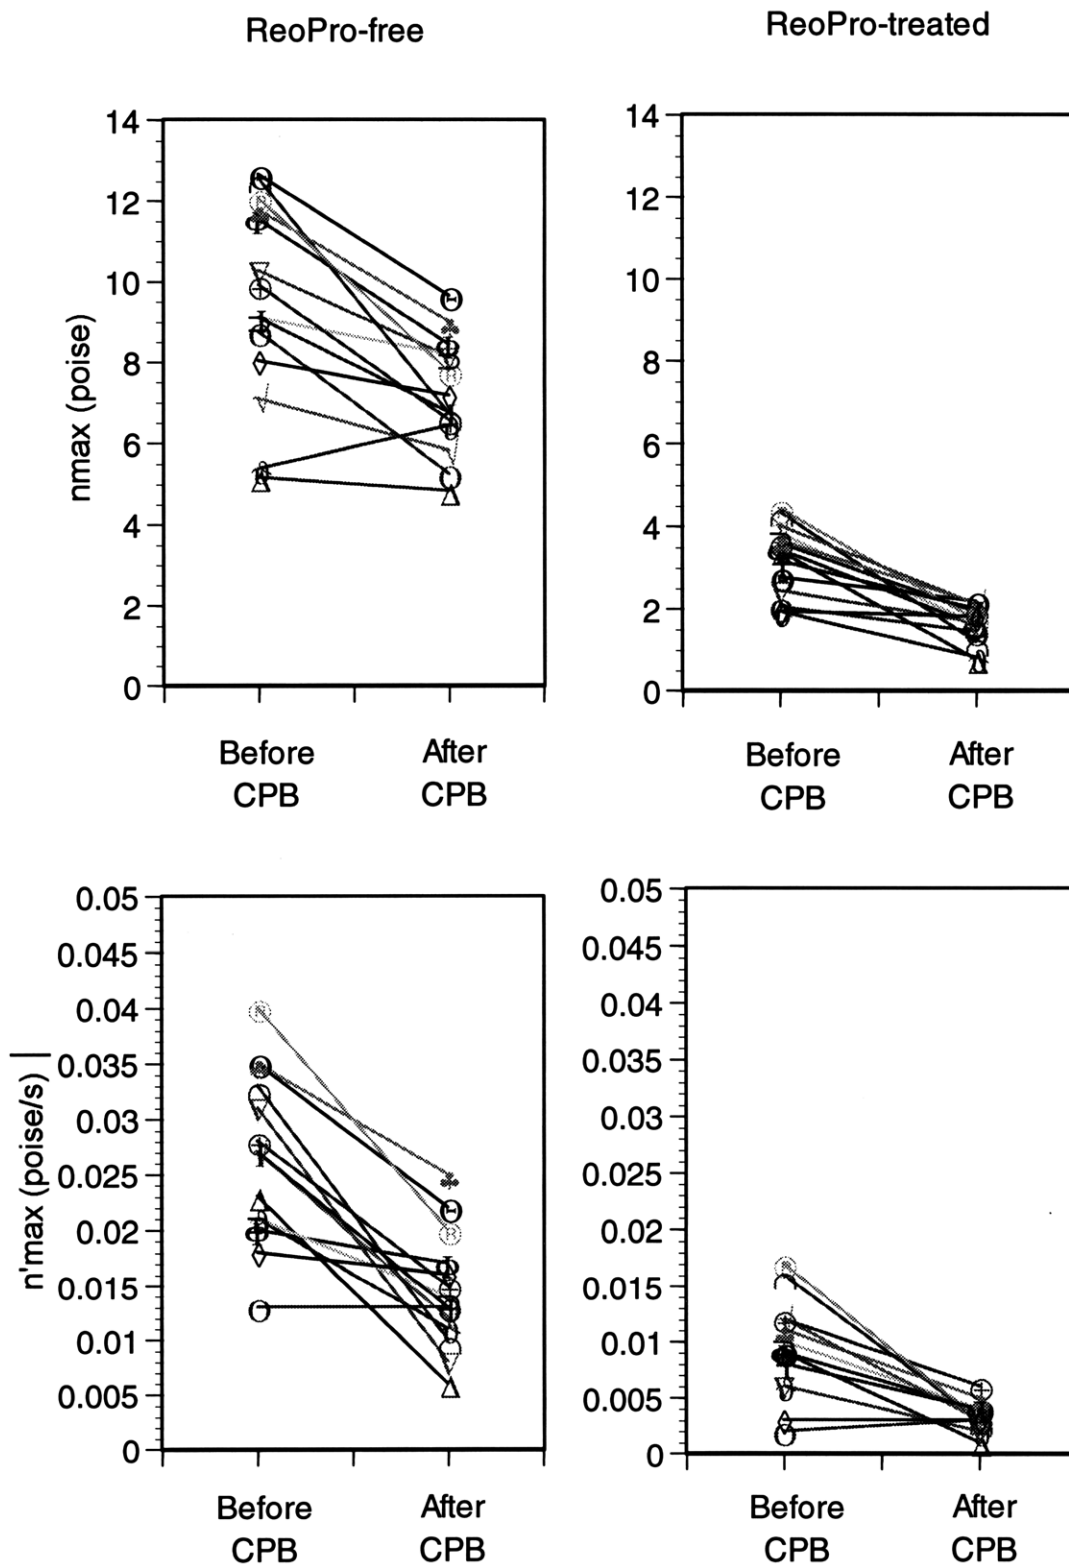 ReoPro-free
ReoPro-treated
nmax (poise)
14
12
10
8
6
4
2
0
Before
CPB
After
CPB
14
12
10
8
6
4
2
0
Before
CPB
After
CPB
n'max (poise/s) |
0.05
0.045
0.04
0.035
0.03
0.025
0.02
0.015
0.01
0.005
0
Before
CPB
After
CPB
0.05
0.045
0.04
0.035
0.03
0.025
0.02
0.015
0.01
0.005
0
Before
CPB
After
CPB